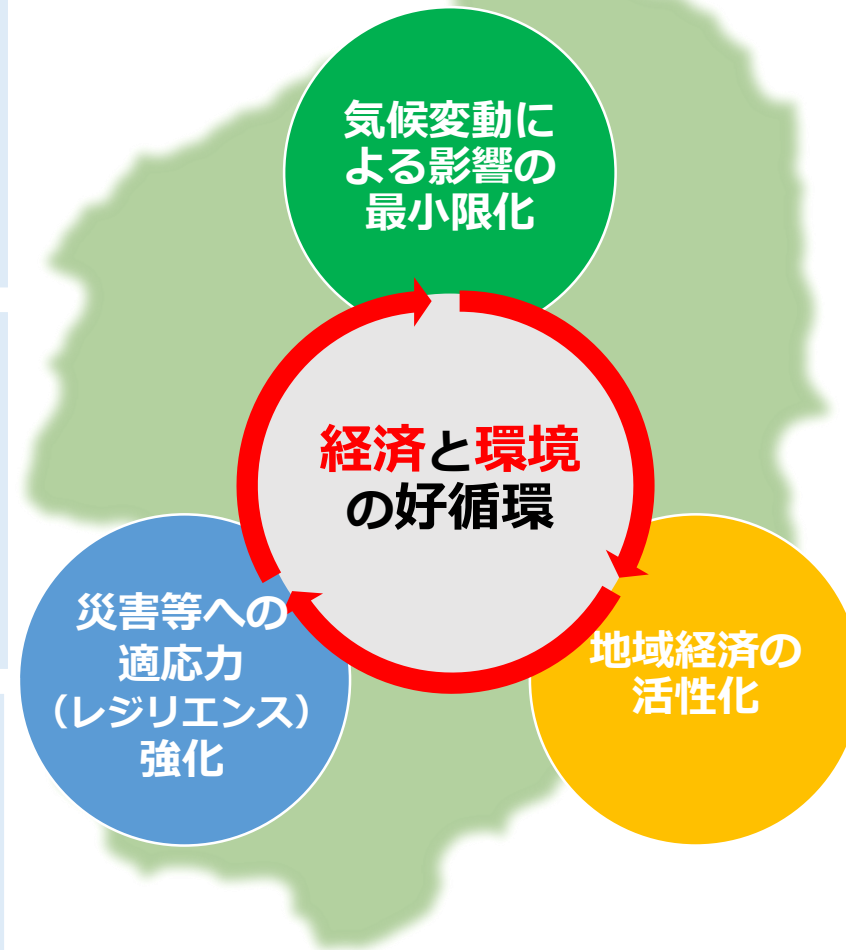 気候変動に
よる影響の
最小限化
経済と環境
の好循環
災害等への
適応力
（レジリエンス）
強化
地域経済の
活性化